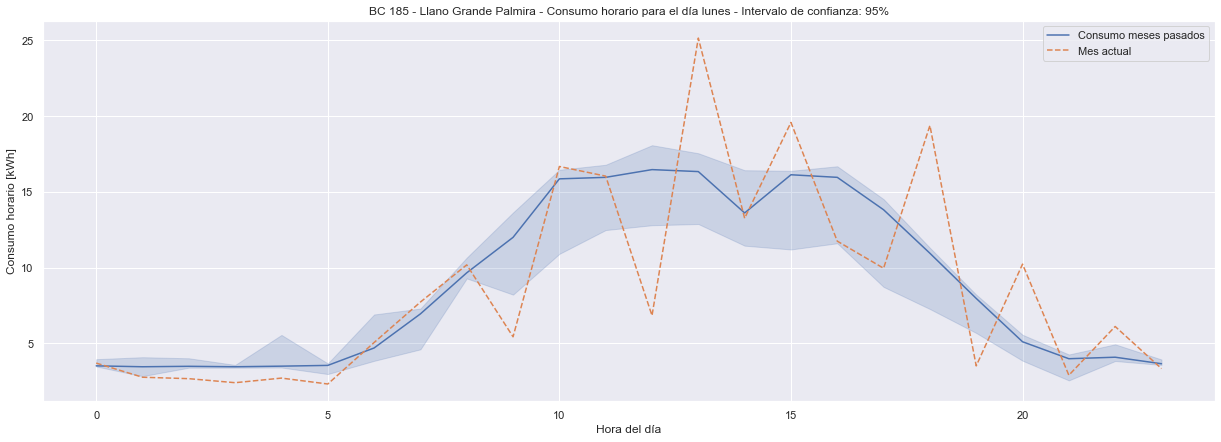 BC 185 - Llano Grande Palmira - Consumo horario para el día lunes - Intervalo de confianza: 95%
Consumo meses pasados
Mes actual
25
20
15
10
5
Consumo horario [kWh]
0
5
10
15
20
Hora del día